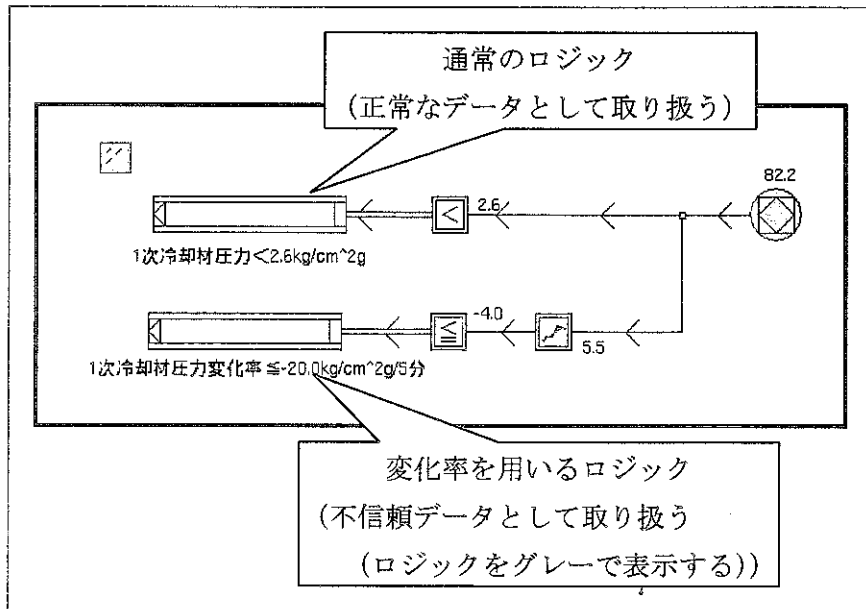 通常のロジック
(正常なデータとして取り扱う)
82.2
2.6
1次冷却材圧力<2.6kg/cm^2g
-4.0
5.5
1次冷却材圧力変化率≦-20.0kg/cm^2g/5分
変化率を用いるロジック
(不信頼データとして取り扱う
(ロジックをグレーで表示する))